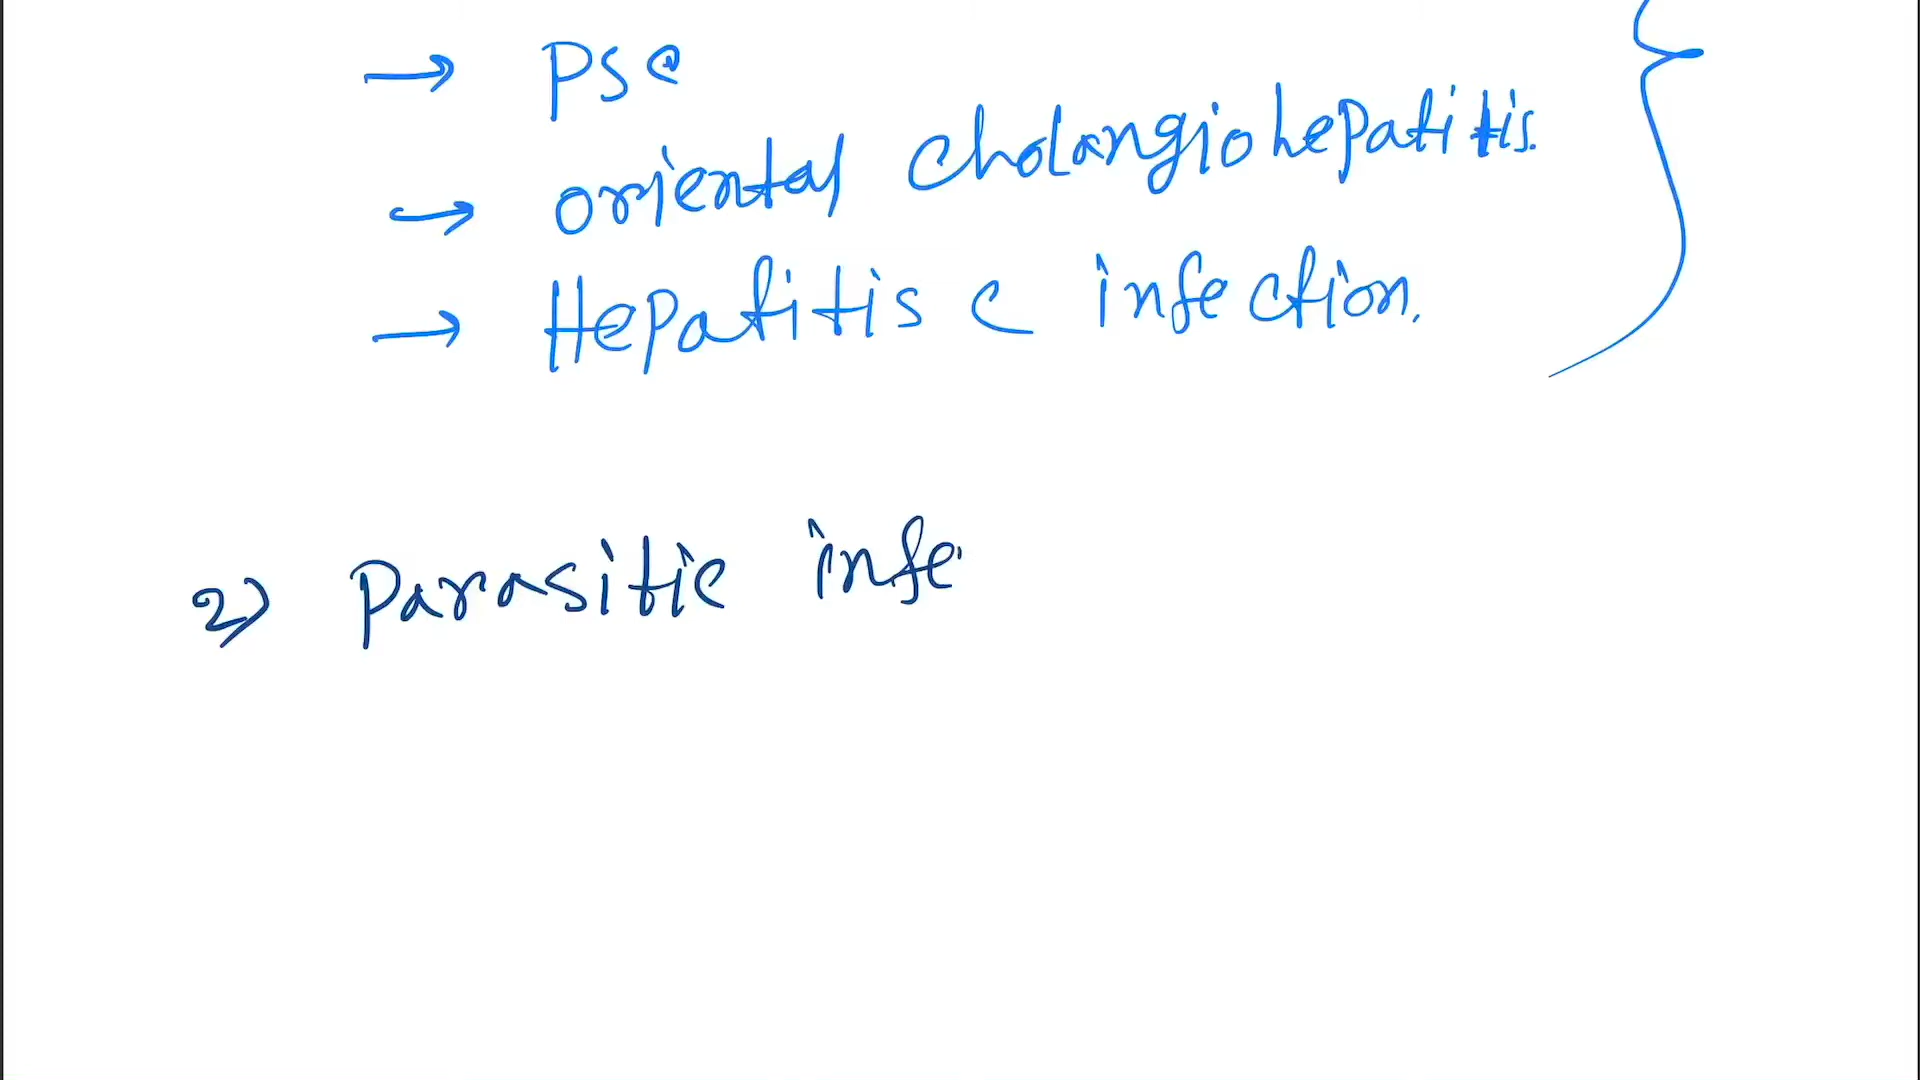 → PSC
→ oriental cholangiohepatitis.
→ Hepatitis C infection.
2) Parasitic infe